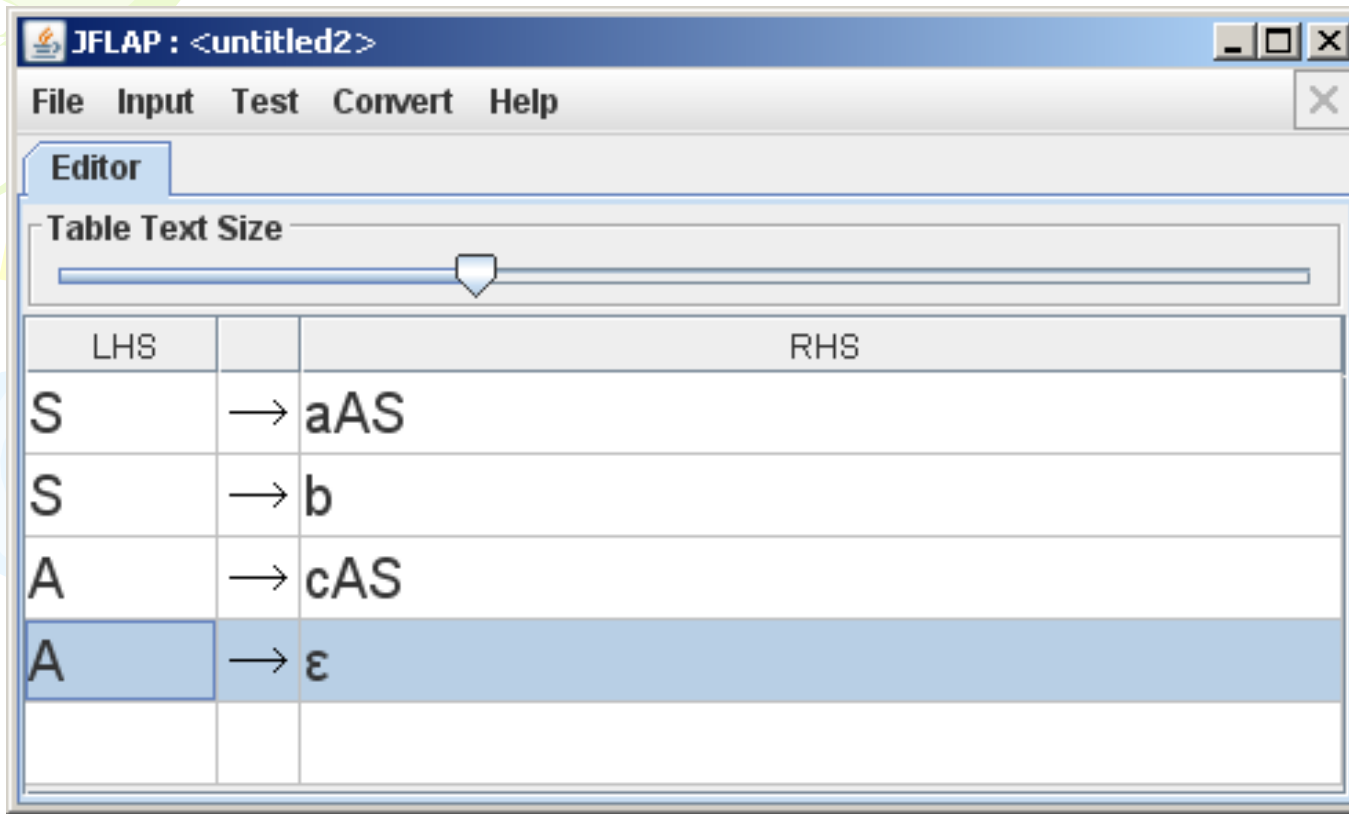 JFLAP : <untitled2>
File Input Test Convert Help
Editor
Table Text Size
LHS RHS
S → aAS
S → b
A → cAS
A → ε